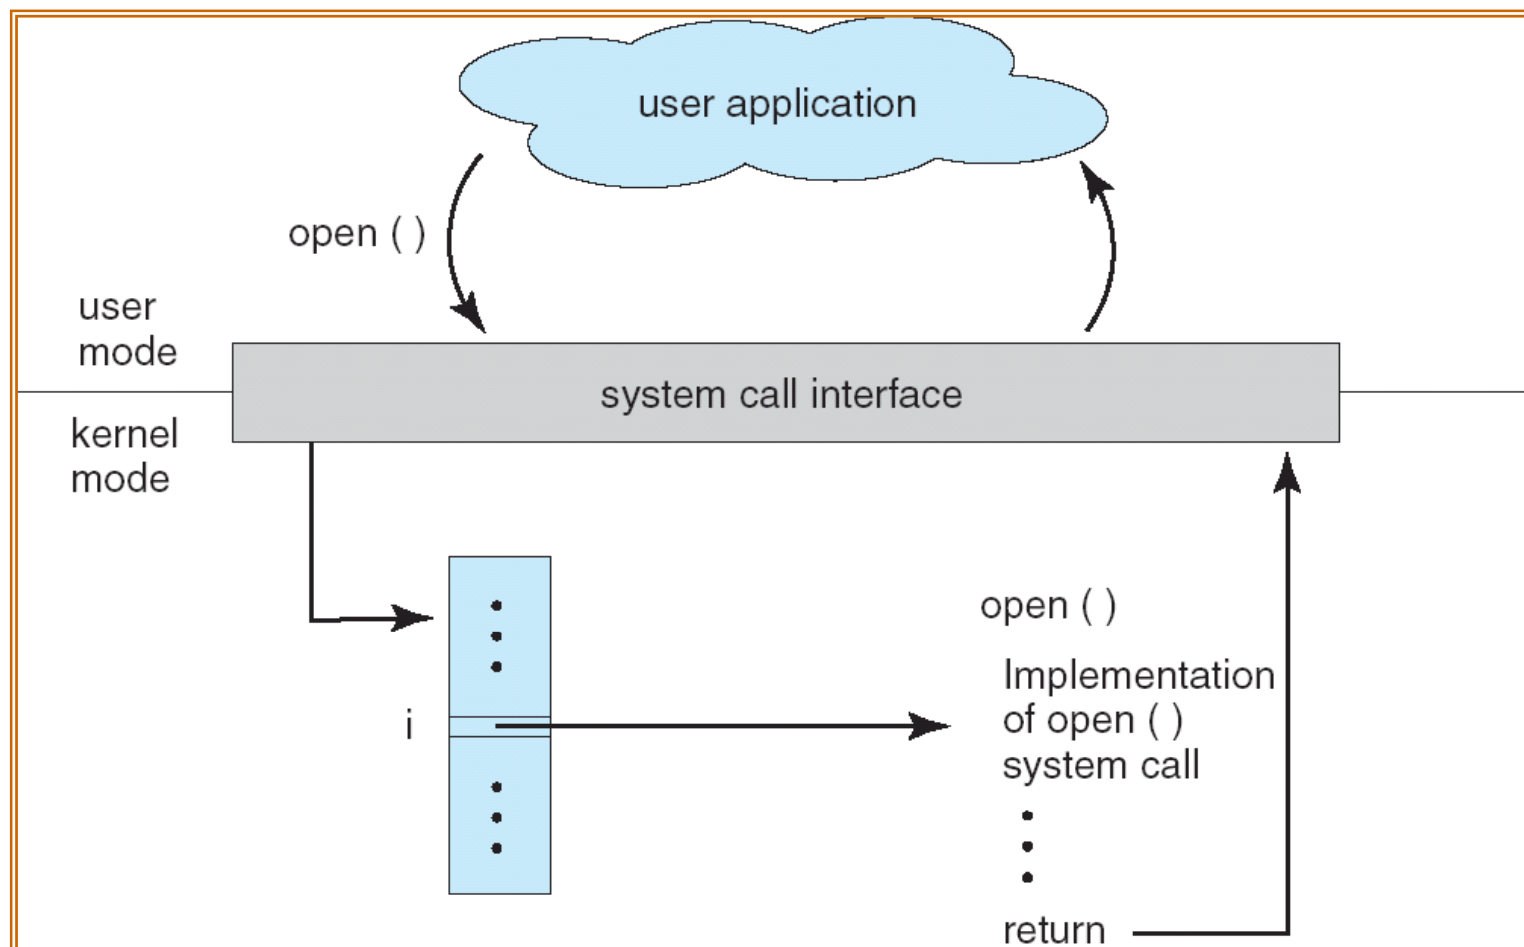 user application
open ( )
user
mode
system call interface
kernel
mode
open ( )
Implementation
of open ( )
system call
i
return